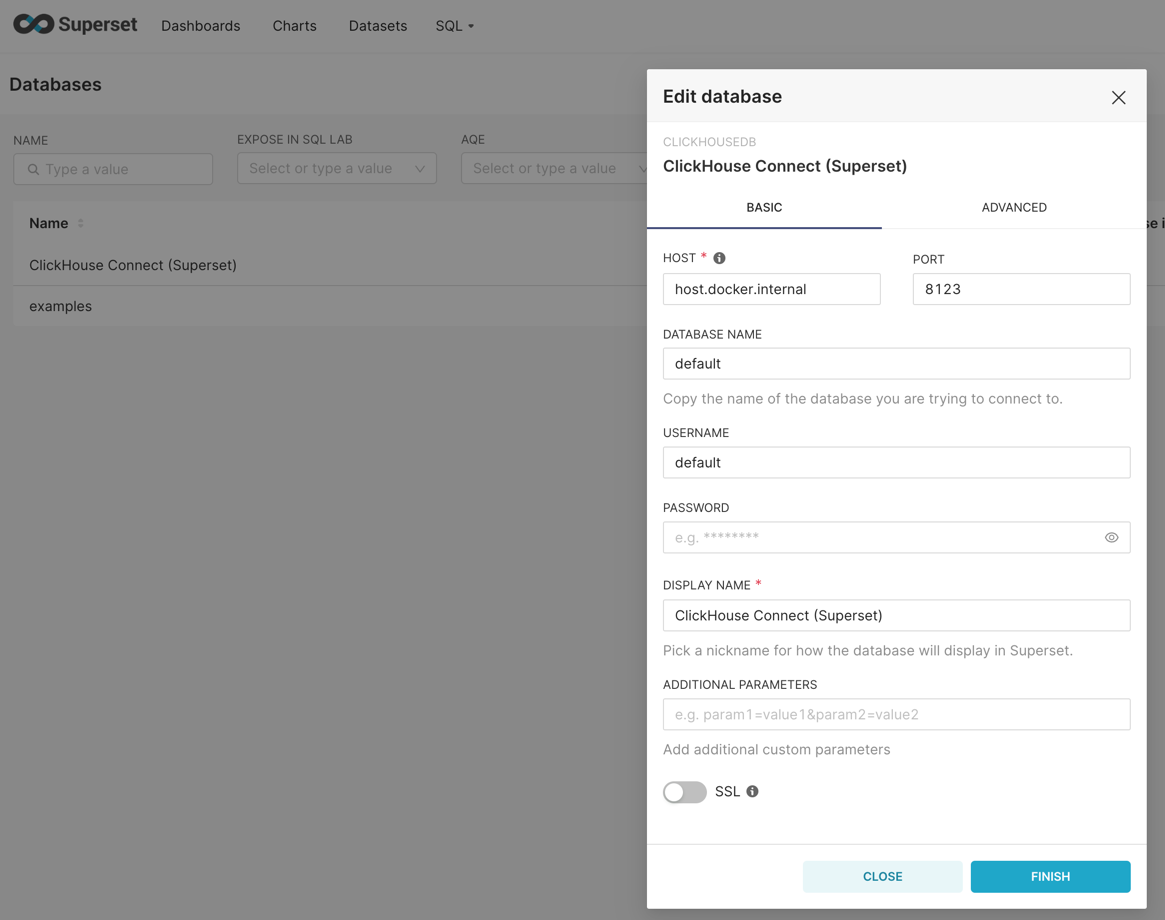 Superset Dashboards Charts Datasets SQL
Databases
NAME EXPOSE IN SQL LAB AQE
Type a value Select or type a value Select or type a value
Name
ClickHouse Connect (Superset)
examples
Edit database
CLICKHOUSEDB
ClickHouse Connect (Superset)
BASIC ADVANCED
HOST * PORT
host.docker.internal 8123
DATABASE NAME
default
Copy the name of the database you are trying to connect to.
USERNAME
default
PASSWORD
e.g. ********
DISPLAY NAME *
ClickHouse Connect (Superset)
Pick a nickname for how the database will display in Superset.
ADDITIONAL PARAMETERS
e.g. param1=value1&param2=value2
Add additional custom parameters
SSL
CLOSE FINISH